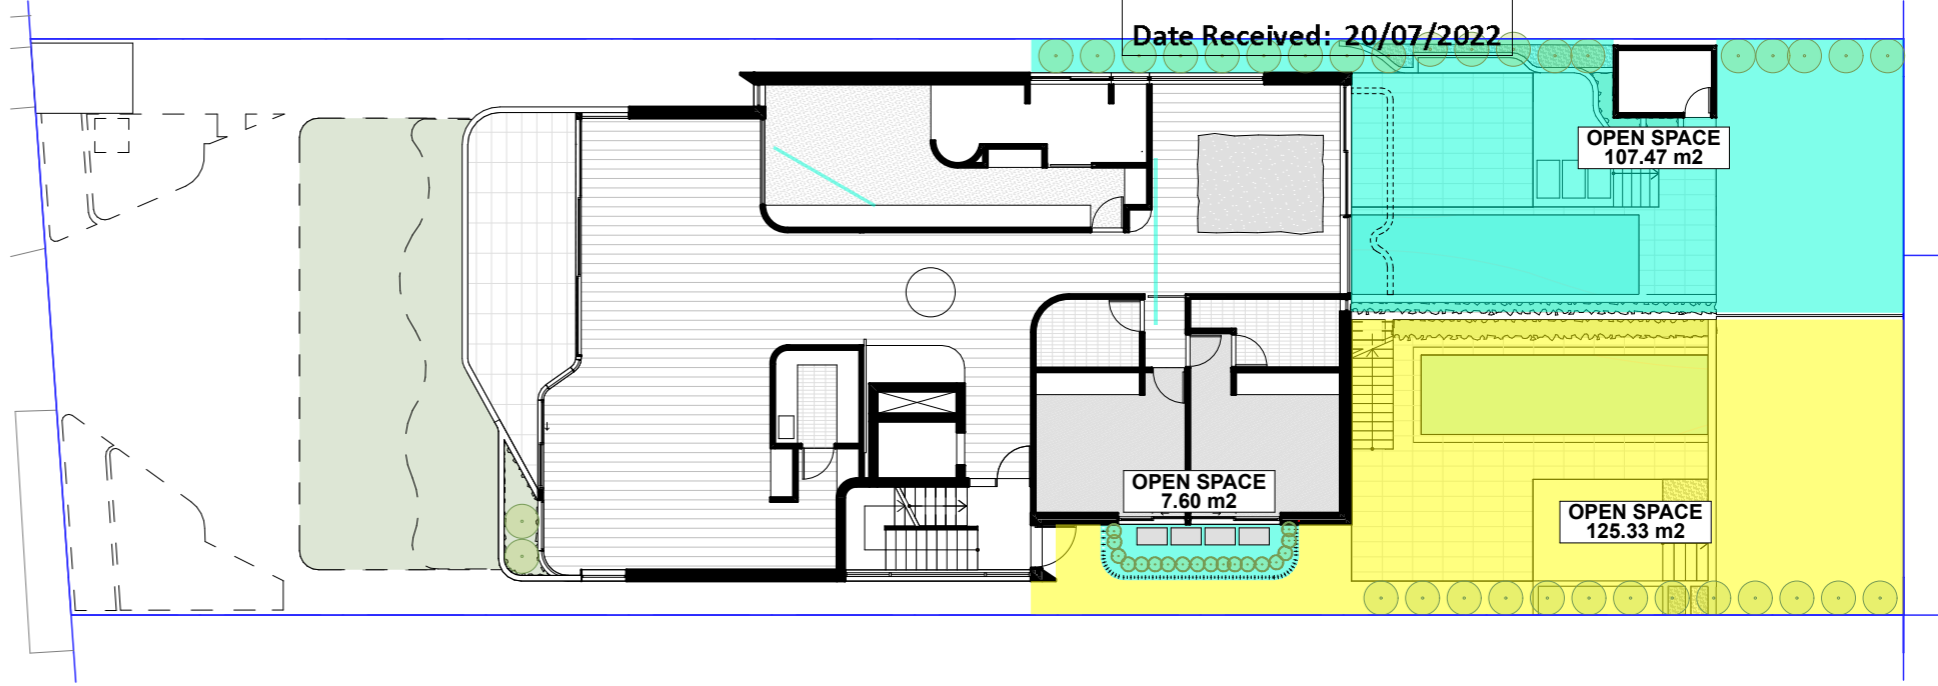 Date Received: 20/07/2022
OPEN SPACE
107.47 m2
OPEN SPACE
7.60 m2
OPEN SPACE
125.33 m2